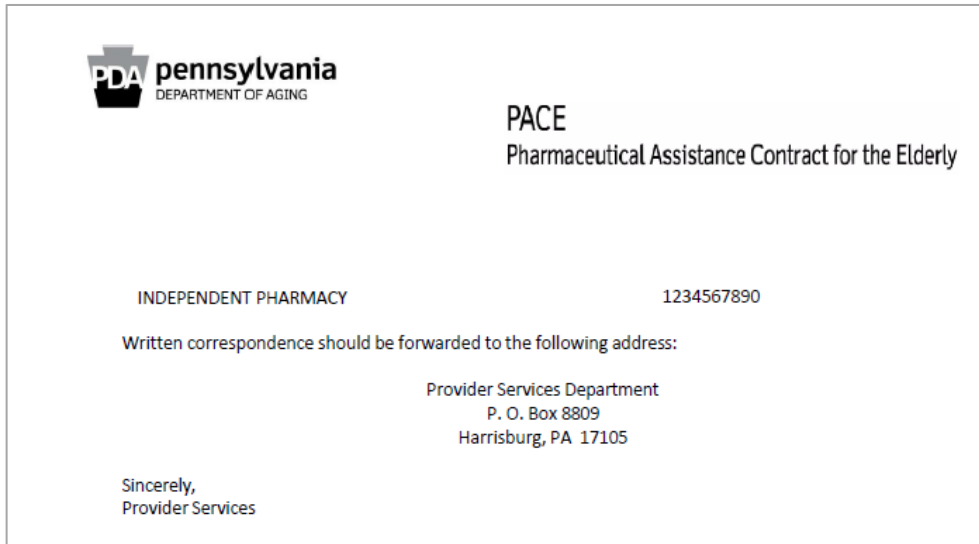 PDA pennsylvania
DEPARTMENT OF AGING
PACE
Pharmaceutical Assistance Contract for the Elderly
INDEPENDENT PHARMACY 1234567890
Written correspondence should be forwarded to the following address:
Provider Services Department
P. O. Box 8809
Harrisburg, PA 17105
Sincerely,
Provider Services